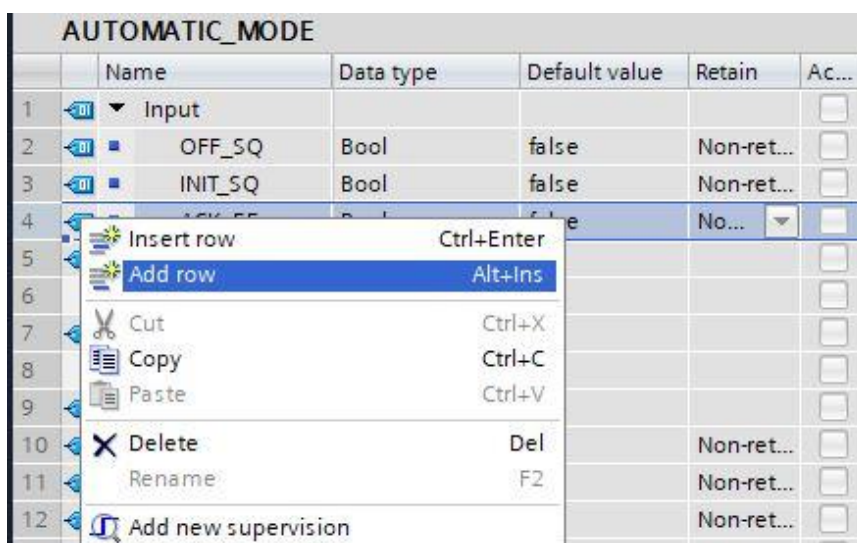 AUTOMATIC_MODE
Name Data type Default value Retain Ac...
1 Input
2 OFF_SQ Bool false Non-ret...
3 INIT_SQ Bool false Non-ret...
4 No...
Insert row Ctrl+Enter
5
Add row Alt+Ins
6
7 Cut Ctrl+X
8 Copy Ctrl+C
9 Paste Ctrl+V
10 Delete Del Non-ret...
11 Rename F2 Non-ret...
12 Add new supervision Non-ret...